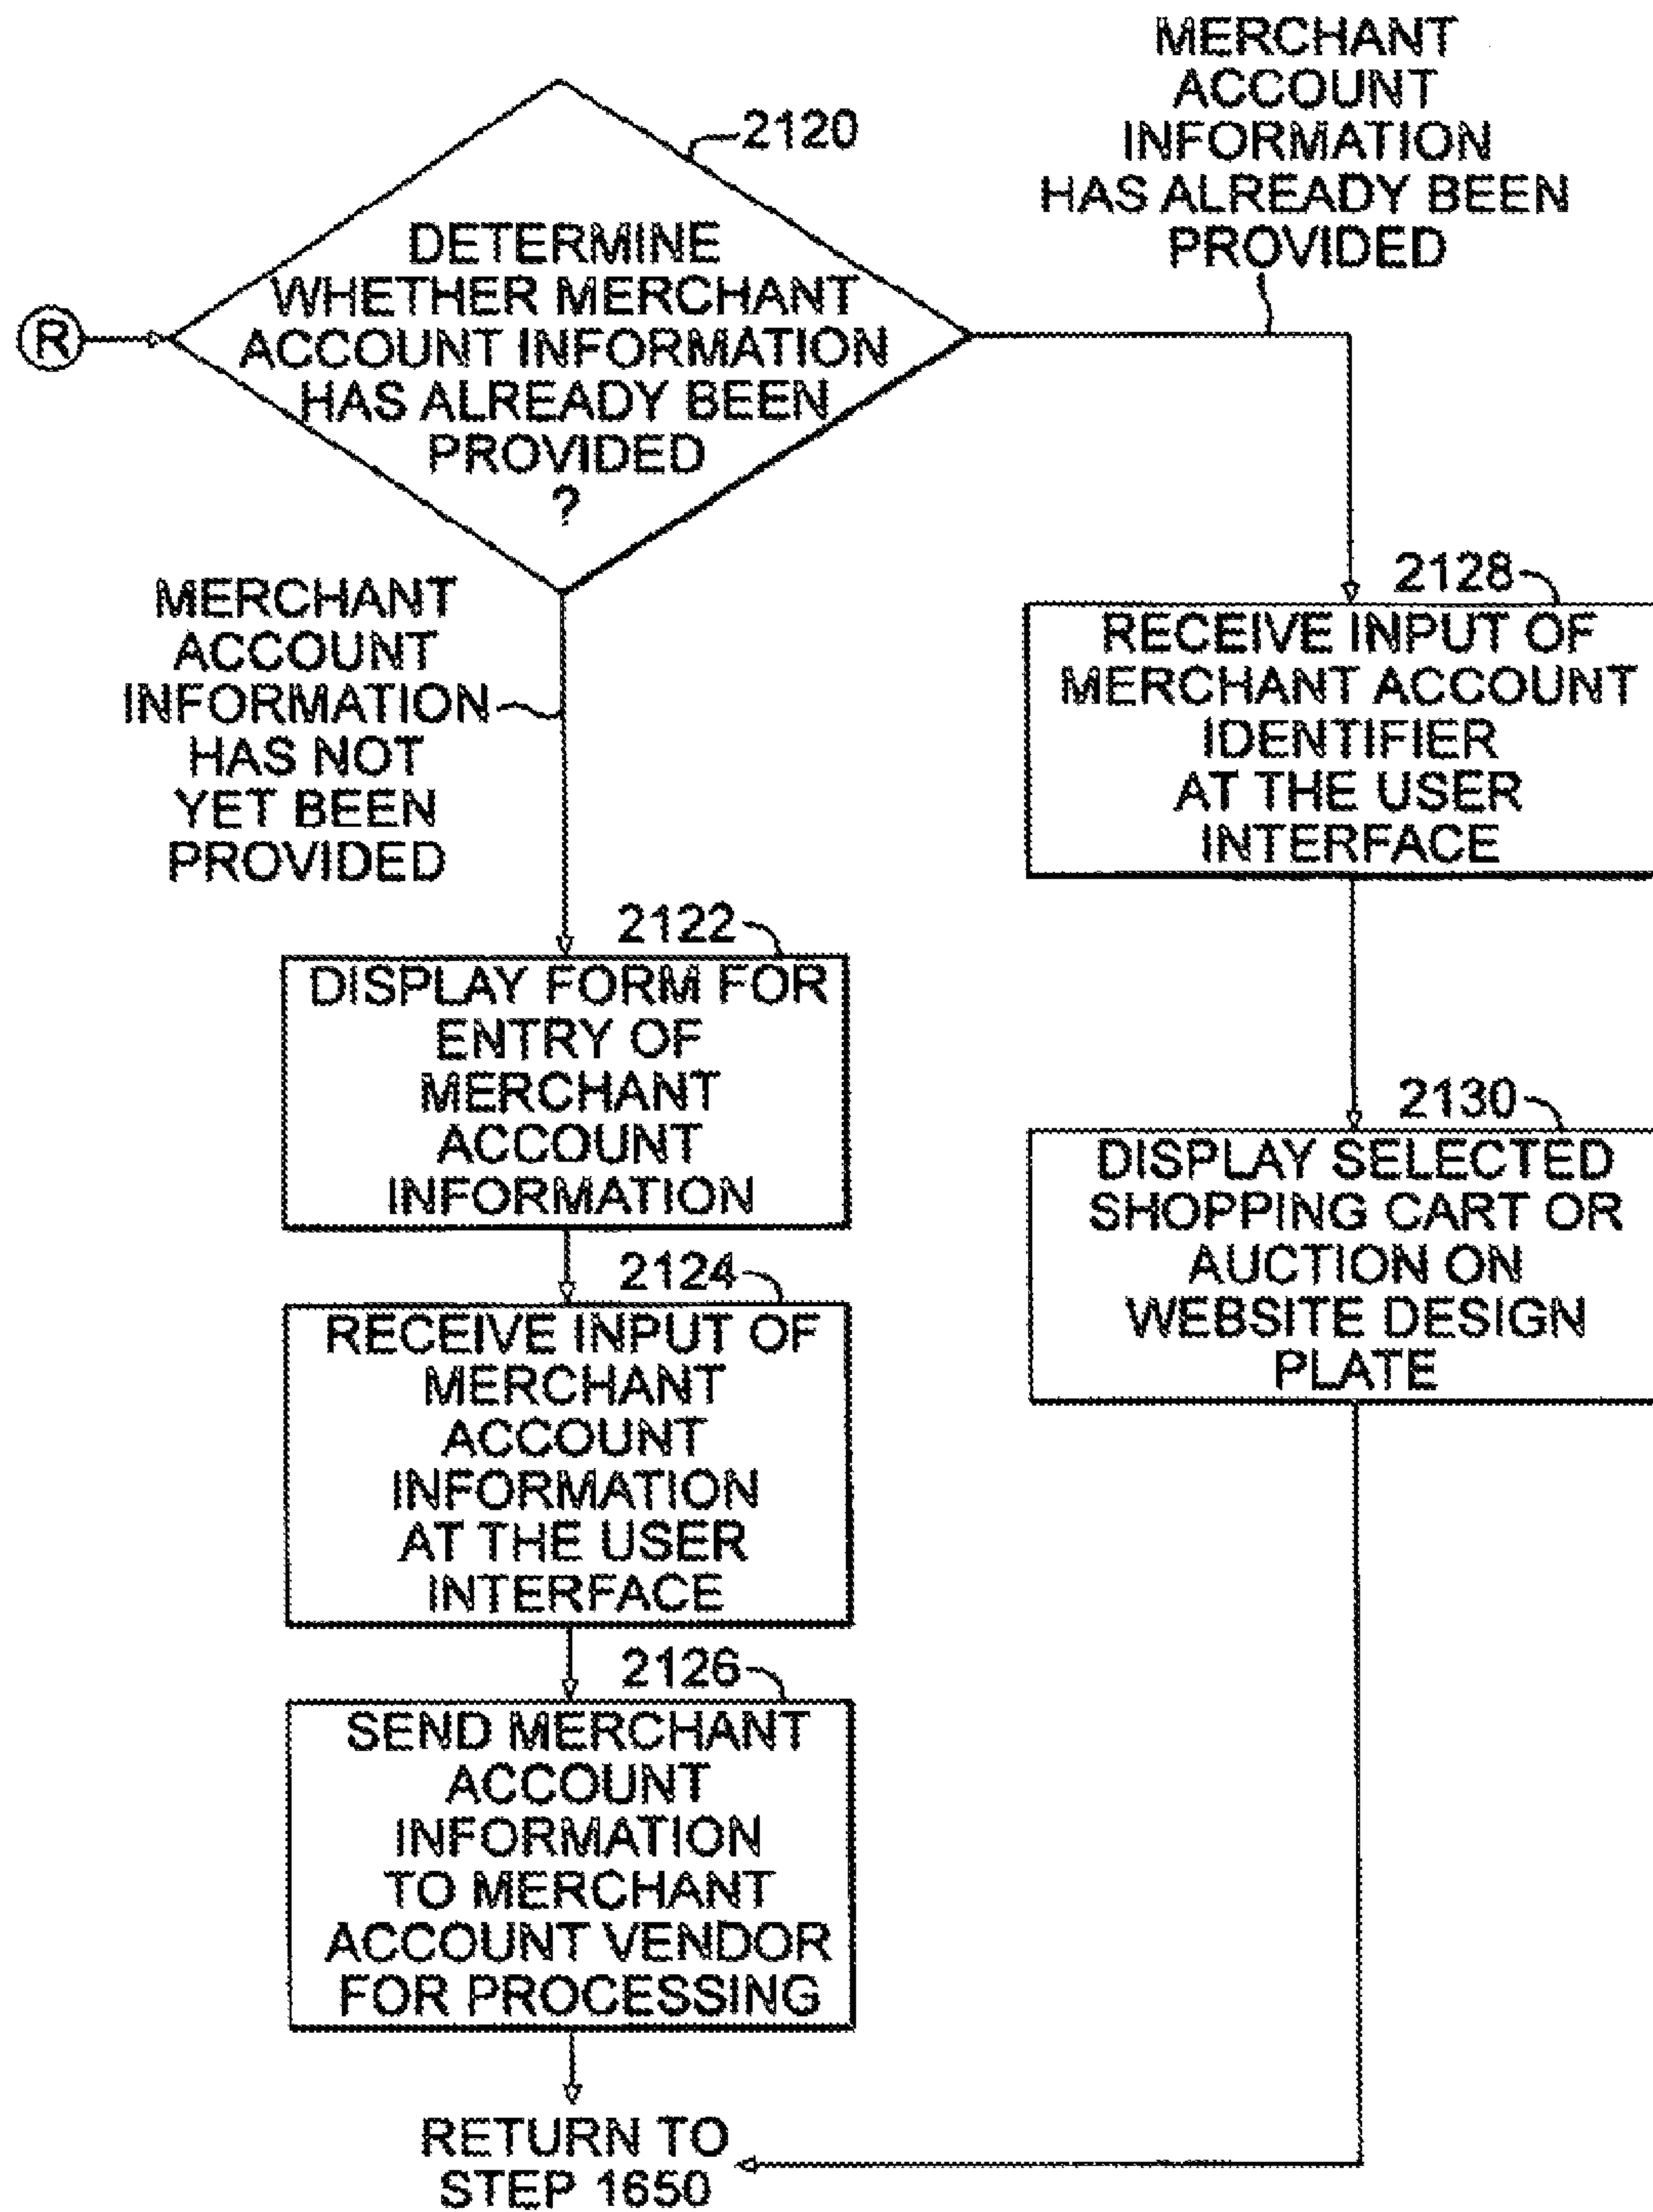 MERCHANT
ACCOUNT
INFORMATION
HAS ALREADY BEEN
PROVIDED
2120
DETERMINE
WHETHER MERCHANT
ACCOUNT INFORMATION
HAS ALREADY BEEN
PROVIDED
?
R
MERCHANT
ACCOUNT
INFORMATION
HAS NOT
YET BEEN
PROVIDED
2128
RECEIVE INPUT OF
MERCHANT ACCOUNT
IDENTIFIER
AT THE USER
INTERFACE
2122
DISPLAY FORM FOR
ENTRY OF
MERCHANT
ACCOUNT
INFORMATION
2130
DISPLAY SELECTED
SHOPPING CART OR
AUCTION ON
WEBSITE DESIGN
PLATE
2124
RECEIVE INPUT OF
MERCHANT
ACCOUNT
INFORMATION
AT THE USER
INTERFACE
2126
SEND MERCHANT
ACCOUNT
INFORMATION
TO MERCHANT
ACCOUNT VENDOR
FOR PROCESSING
RETURN TO
STEP 1650